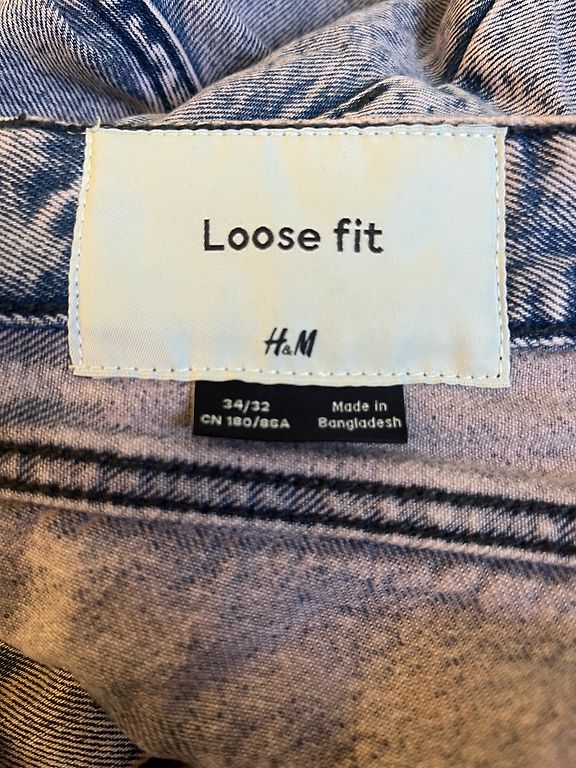 Loose fit
H&M
34/32
CN 180/86A
Made in
Bangladesh